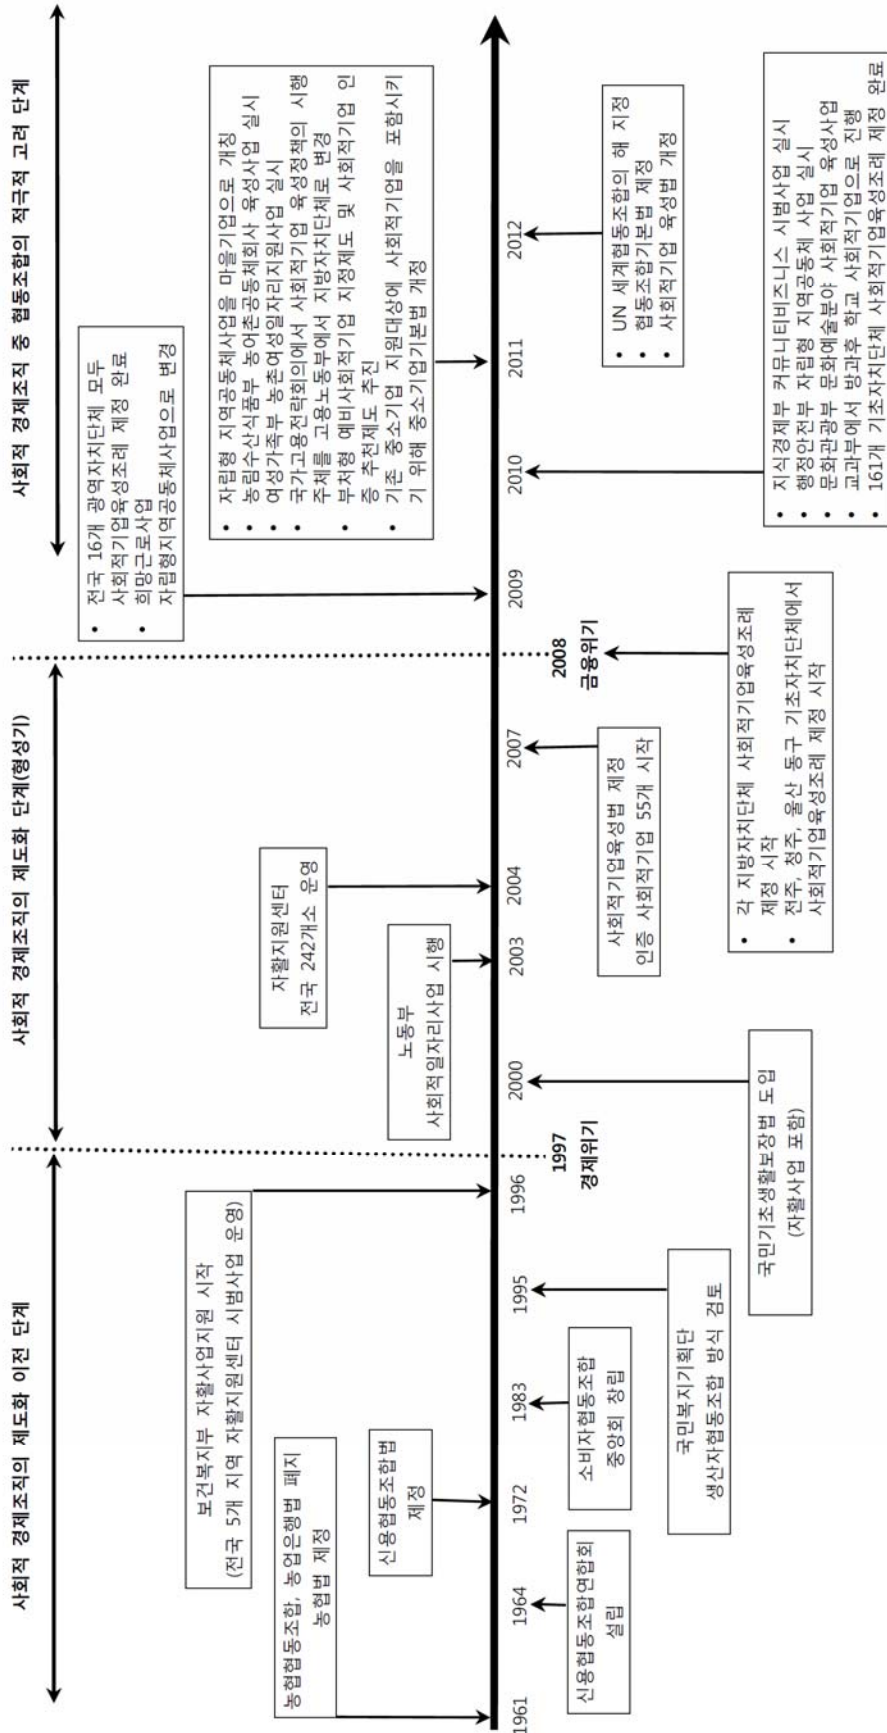 사회적 경제조직의 제도화 이전 단계
사회적 경제조직의 제도화 단계(형성기)
사회적 경제조직 중 협동조합의 적극적 고려 단계
보건복지부 자활사업지원 시작
(전국 5개 지역 자활지원센터 시범사업 운영)
농협협동조합, 농업은행법 폐지
농협법 제정
신용협동조합법
제정
자활지원센터
전국 242개소 운영
노동부
사회적일자리사업 시행
• 전국 16개 광역자치단체 모두
사회적기업육성조례 제정 완료
• 희망근로사업
자립형지역공동체사업으로 변경
• 자립형 지역공동체사업을 마을기업으로 개칭
• 농림수산식품부 농어촌공동체회사 육성사업 실시
• 여성가족부 농촌여성일자리지원사업 실시
• 국가고용전략회의에서 사회적기업 육성정책의 시행
주체를 고용노동부에서 지방자치단체로 변경
• 부처형 예비사회적기업 지정제도 및 사회적기업 인
증 추천제도 추진
• 기존 중소기업 지원대상에 사회적기업을 포함시키
기 위해 중소기업기본법 개정
1961
1964
1972
1983
1995
1996
1997
경제위기
2000
2003
2004
2007
2008
금융위기
2009
2010
2011
2012
신용협동조합연합회
설립
소비자협동조합
중앙회 창립
국민복지기획단
생산자협동조합 방식 검토
국민기초생활보장법 도입
(자활사업 포함)
사회적기업육성법 제정
인증 사회적기업 55개 시작
• 각 지방자치단체 사회적기업육성조례
제정 시작
• 전주, 청주, 울산 동구 기초자치단체에서
사회적기업육성조례 제정 시작
• UN 세계협동조합의 해 지정
• 협동조합기본법 제정
• 사회적기업 육성법 개정
• 지식경제부 커뮤니티비즈니스 시범사업 실시
• 행정안전부 자립형 지역공동체 사업 실시
• 문화관광부 문화예술분야 사회적기업 육성사업
• 교과부에서 방과후 학교 사회적기업으로 진행
• 161개 기초자치단체 사회적기업육성조례 제정 완료